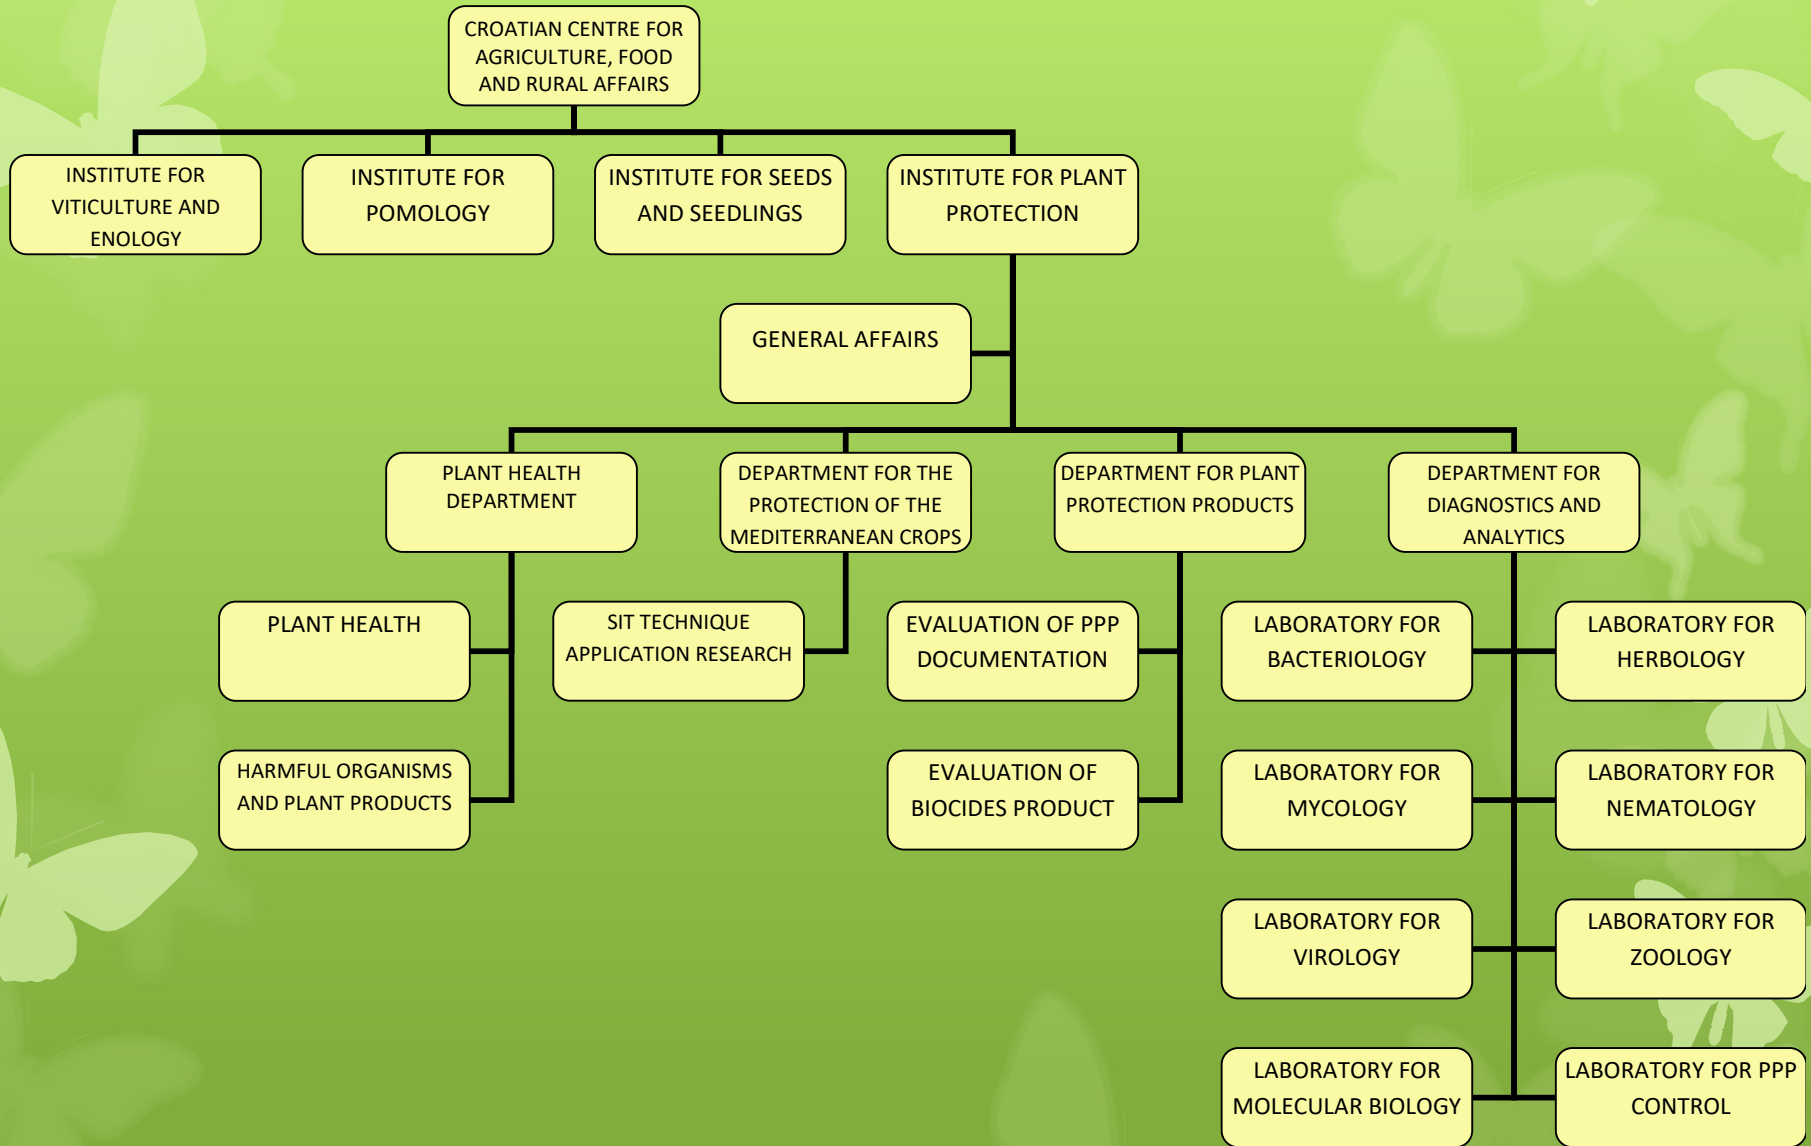 CROATIAN CENTRE FOR
AGRICULTURE, FOOD
AND RURAL AFFAIRS
INSTITUTE FOR
VITICULTURE AND
ENOLOGY
INSTITUTE FOR
POMOLOGY
INSTITUTE FOR SEEDS
AND SEEDLINGS
INSTITUTE FOR PLANT
PROTECTION
GENERAL AFFAIRS
PLANT HEALTH
DEPARTMENT
DEPARTMENT FOR THE
PROTECTION OF THE
MEDITERRANEAN CROPS
DEPARTMENT FOR PLANT
PROTECTION PRODUCTS
DEPARTMENT FOR
DIAGNOSTICS AND
ANALYTICS
PLANT HEALTH
SIT TECHNIQUE
APPLICATION RESEARCH
EVALUATION OF PPP
DOCUMENTATION
LABORATORY FOR
BACTERIOLOGY
LABORATORY FOR
HERBOLOGY
HARMFUL ORGANISMS
AND PLANT PRODUCTS
EVALUATION OF
BIOCIDES PRODUCT
LABORATORY FOR
MYCOLOGY
LABORATORY FOR
NEMATOLOGY
LABORATORY FOR
VIROLOGY
LABORATORY FOR
ZOOLOGY
LABORATORY FOR
MOLECULAR BIOLOGY
LABORATORY FOR PPP
CONTROL